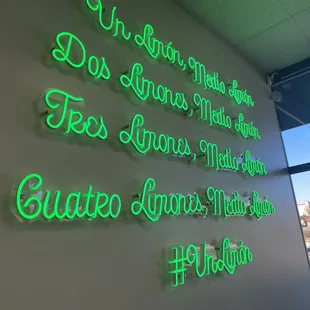 Un Limón, Medio Limón
Dos Limones, Medio Limón
Tres Limones, Medio Limón
Cuatro Limones, Medio Limón
#UnLimón